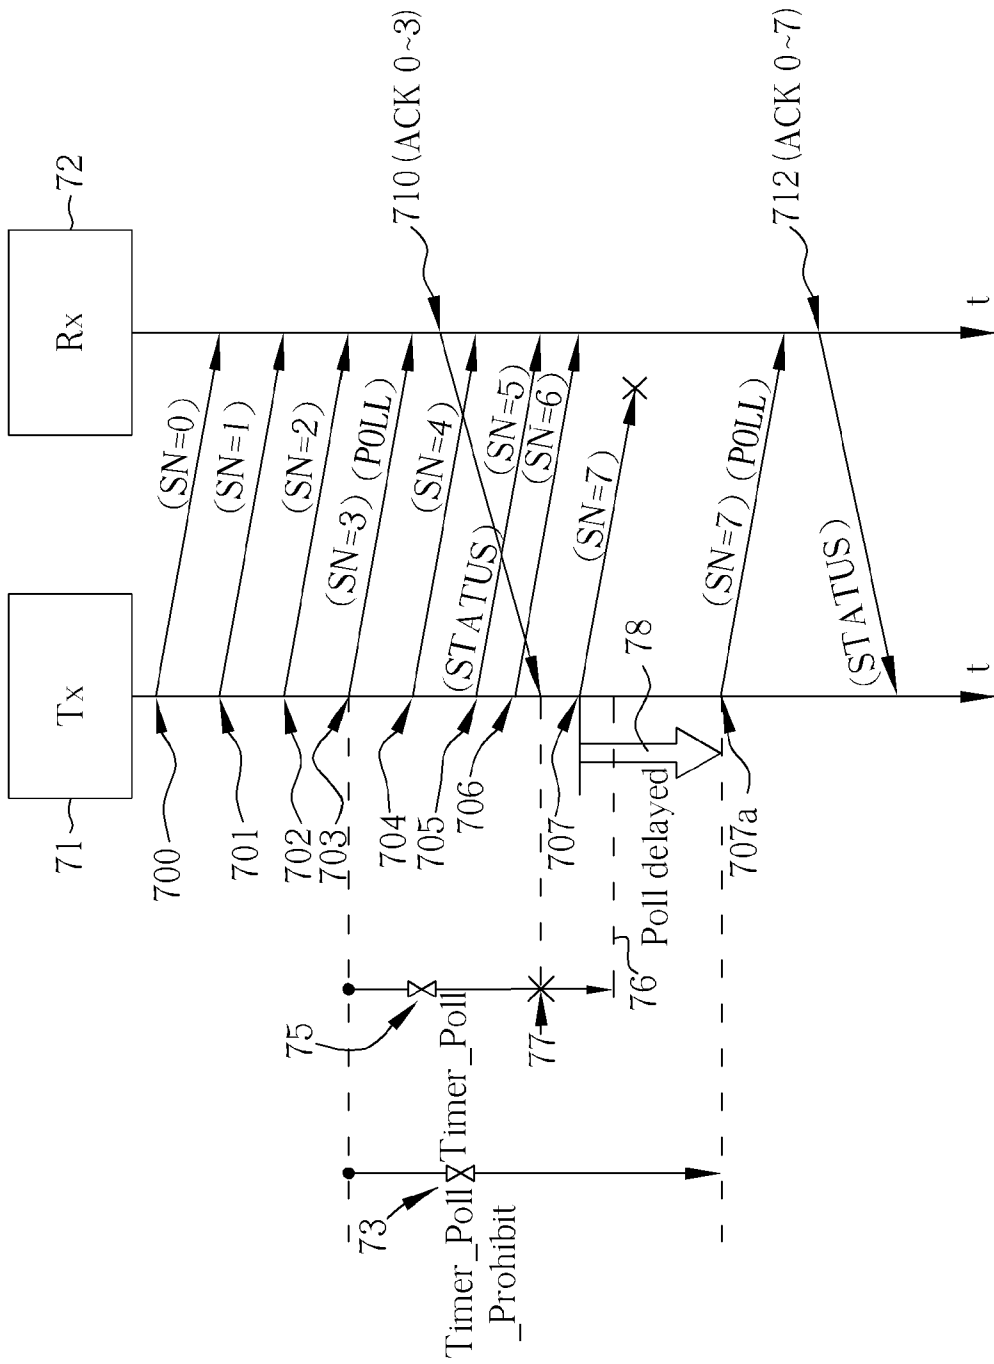 Tx
Rx
71
72
700
(SN=0)
701
(SN=1)
702
(SN=2)
703
(SN=3) (POLL)
704
(SN=4)
710 (ACK 0~3)
705
(STATUS)
(SN=5)
706
(SN=6)
707
(SN=7)
78
Poll delayed
76
75
Timer_Poll
77
73
Timer_Poll
_Prohibit
707a
(SN=7) (POLL)
712 (ACK 0~7)
(STATUS)
t
t